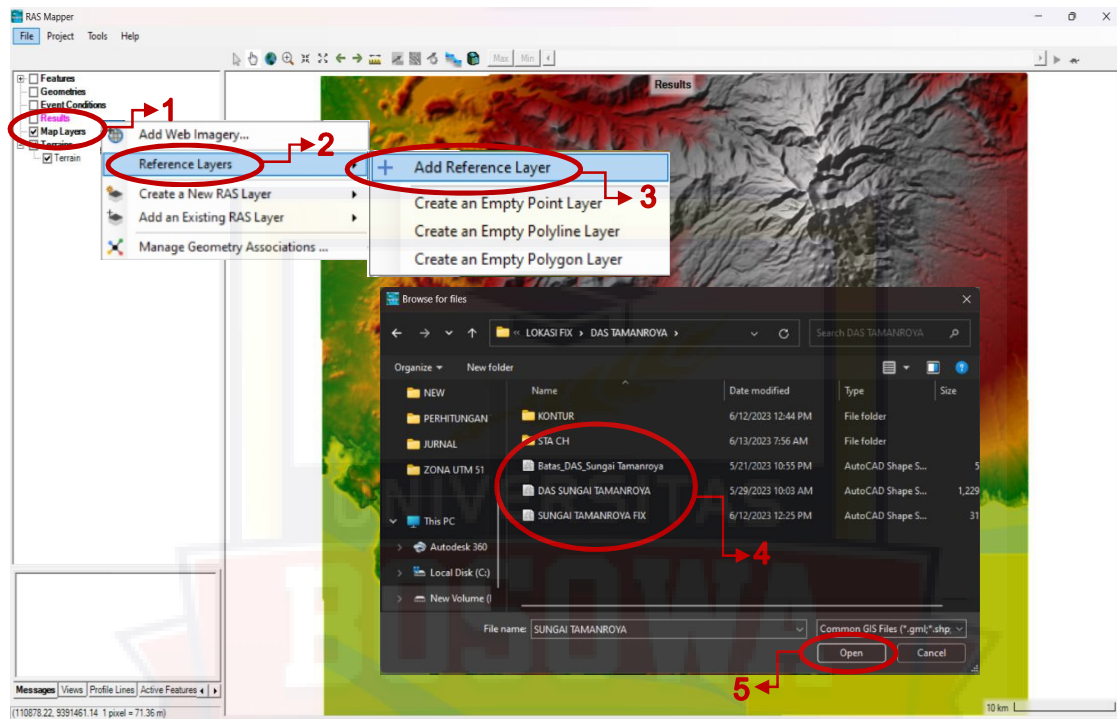 RAS Mapper
File Project Tools Help
Max Min
Features
Geometries
Event Conditions
Results
Map Layers
Terrains
Terrain
1
Add Web Imagery...
Reference Layers
2
Create a New RAS Layer
Add an Existing RAS Layer
Manage Geometry Associations ...
Add Reference Layer
3
Create an Empty Point Layer
Create an Empty Polyline Layer
Create an Empty Polygon Layer
Results
Browse for files
« LOKASI FIX › DAS TAMANROYA ›
Search DAS TAMANROYA
Organize New folder
Name Date modified Type Size
NEW
PERHITUNGAN
JURNAL
ZONA UTM 51
This PC
Autodesk 360
Local Disk (C:)
New Volume (
KONTUR 6/12/2023 12:44 PM File folder
STA CH 6/13/2023 7:56 AM File folder
Batas_DAS_Sungai Tamanroya 5/21/2023 10:55 PM AutoCAD Shape S... 5
DAS SUNGAI TAMANROYA 5/29/2023 10:03 AM AutoCAD Shape S... 1,229
SUNGAI TAMANROYA FIX 6/12/2023 12:25 PM AutoCAD Shape S... 31
4
File name: SUNGAI TAMANROYA Common GIS Files (*.gml;*.shp,
Open Cancel
5
UNIVERSITAS
BOSOWA
Messages Views Profile Lines Active Features
(110878.22, 9391461.14 1 pixel = 71.36 m)
10 km